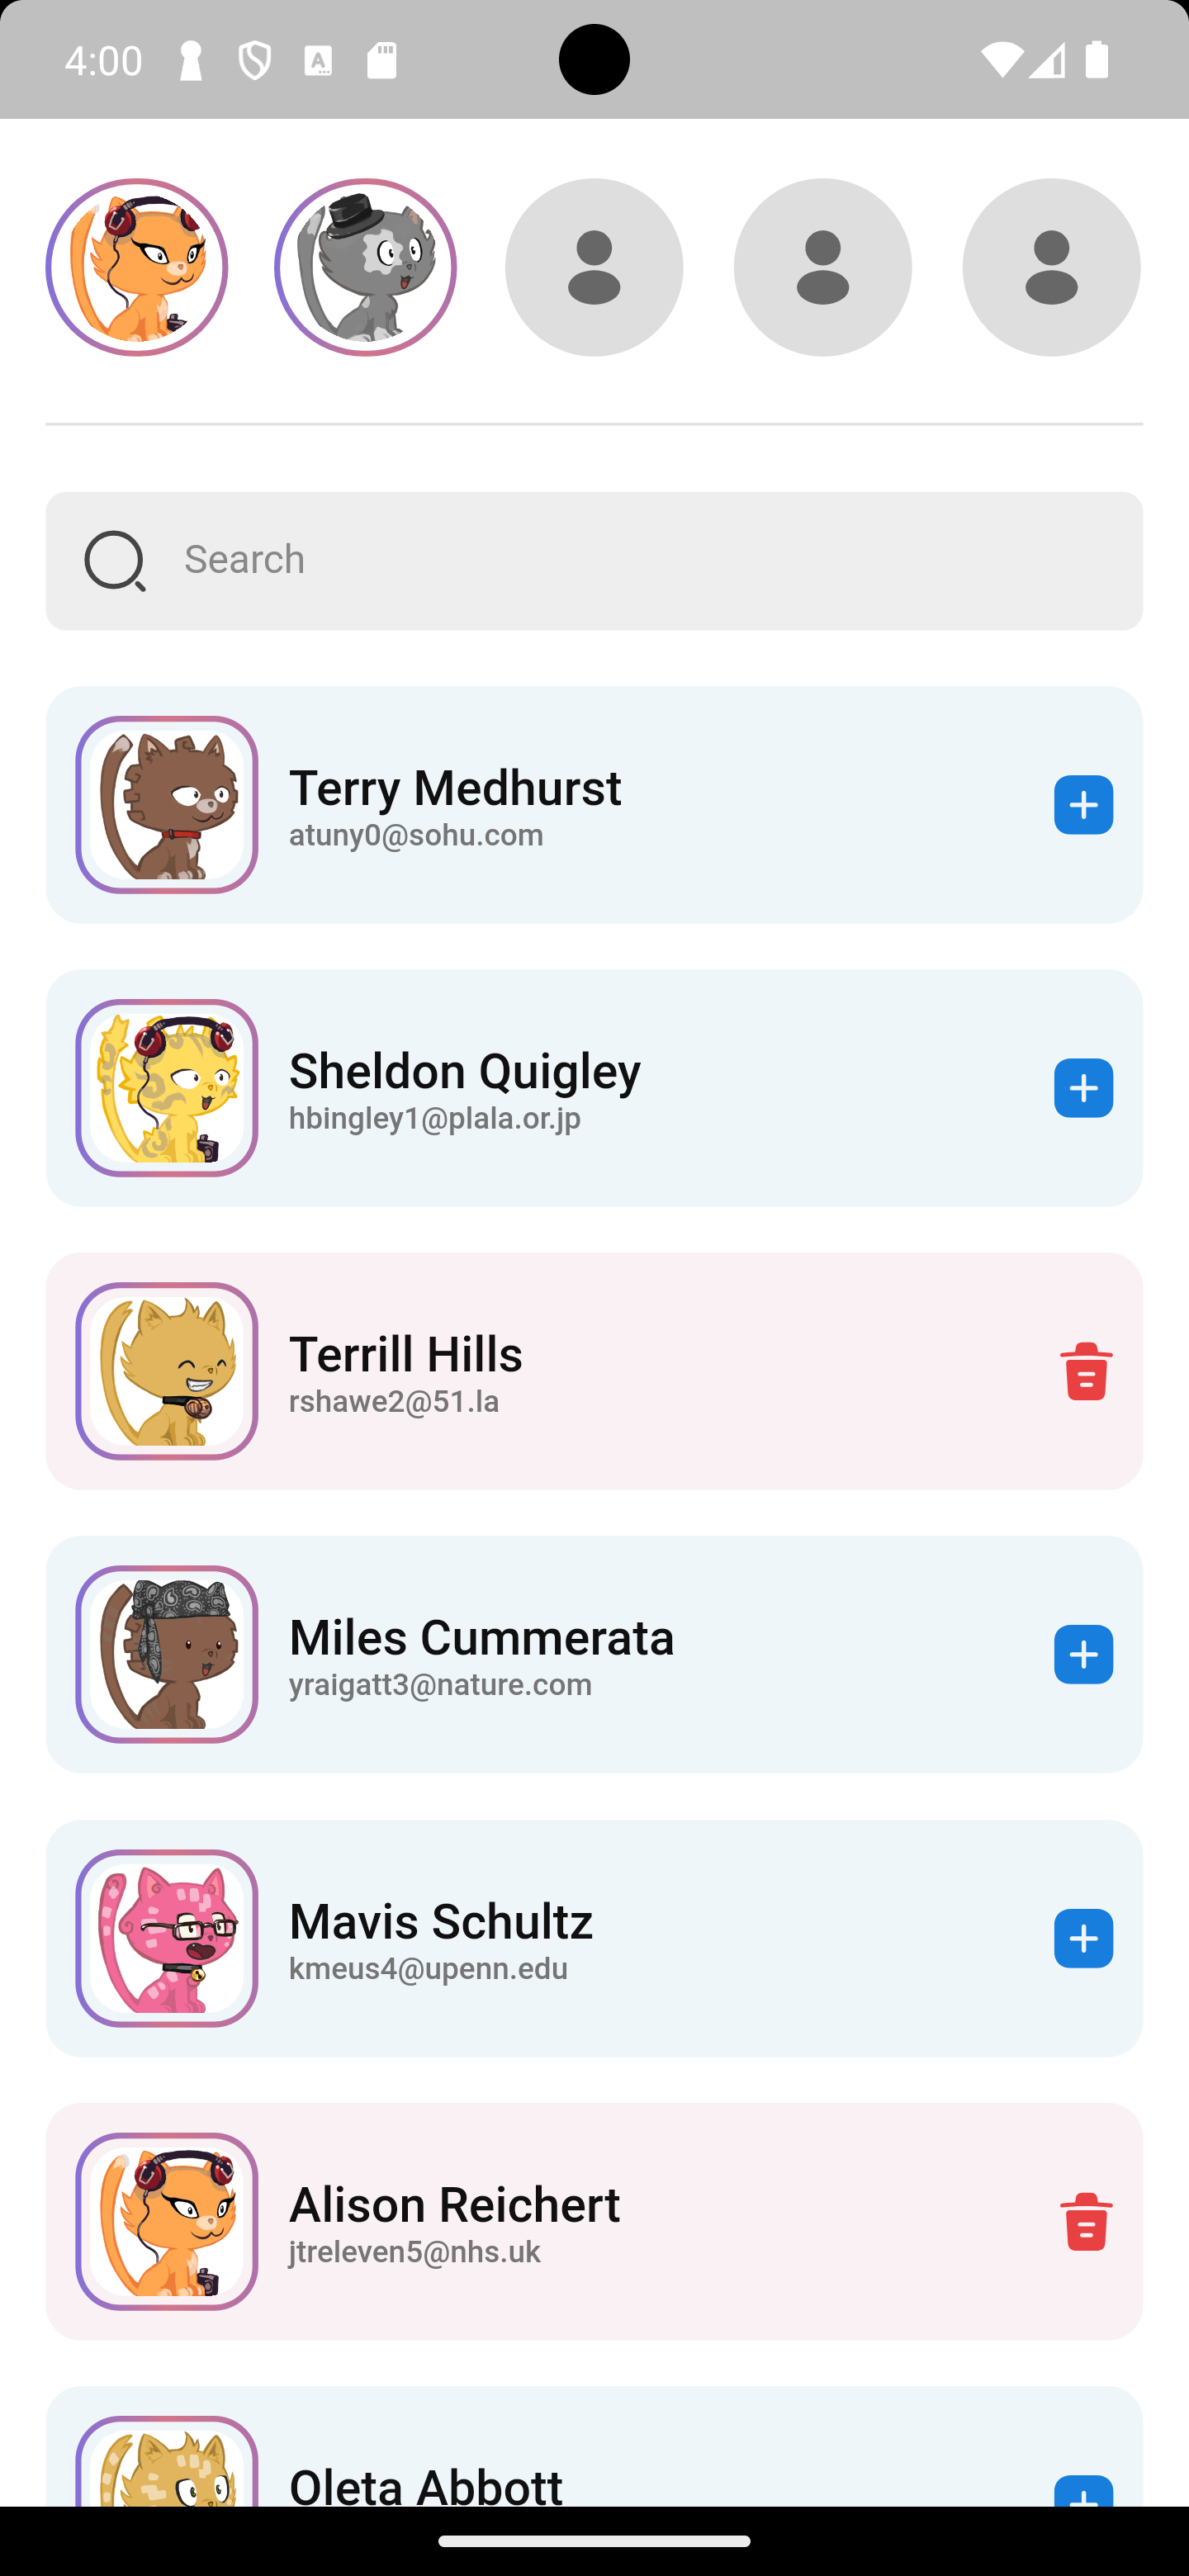 4:00
Search
Terry Medhurst
atuny0@sohu.com
Sheldon Quigley
hbingley1@plala.or.jp
Terrill Hills
rshawe2@51.la
Miles Cummerata
yraigatt3@nature.com
Mavis Schultz
kmeus4@upenn.edu
Alison Reichert
jtreleven5@nhs.uk
Oleta Abbott